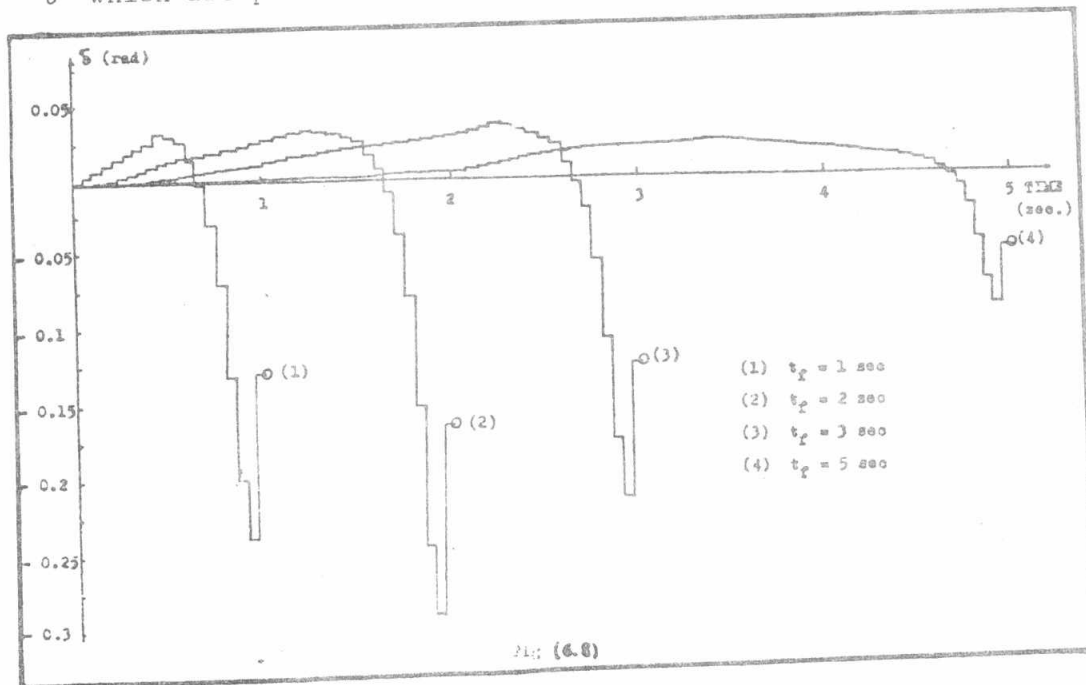 WHICH
δ (rad)
0.05
1
2
3
4
5 TIME
(sec.)
- 0.05
- 0.1
- 0.15
- 0.2
- 0.25
- 0.3
(1)
(2)
(3)
(4)
(1) t_f = 1 sec
(2) t_f = 2 sec
(3) t_f = 3 sec
(4) t_f = 5 sec
Fig (6.8)